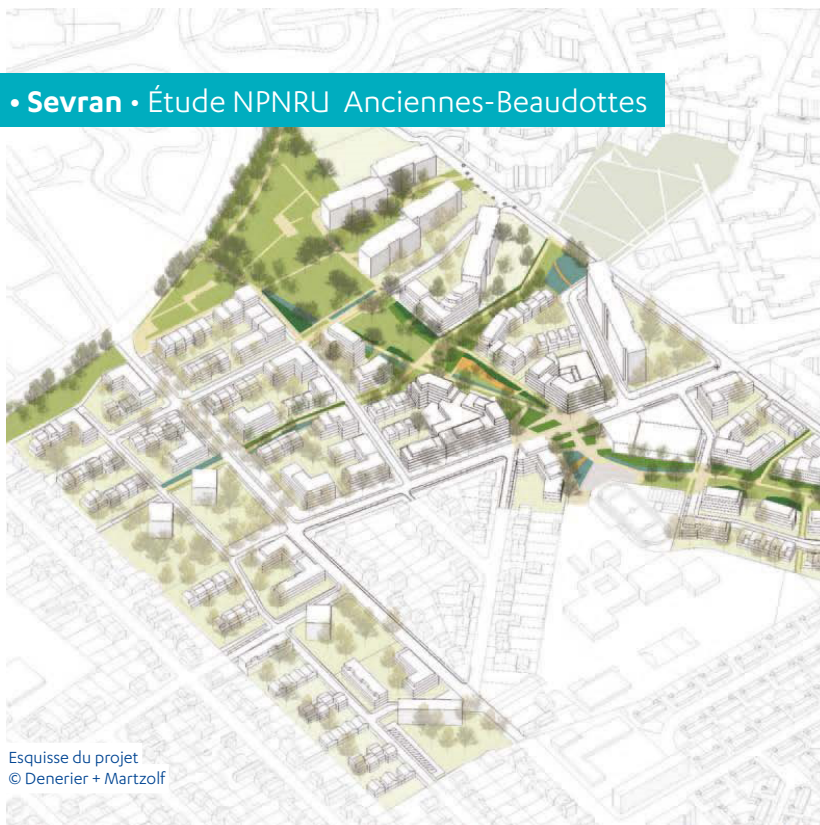 • Sevran • Étude NPNRU Anciennes-Beaudottes
Esquisse du projet
© Denerier + Martzolf